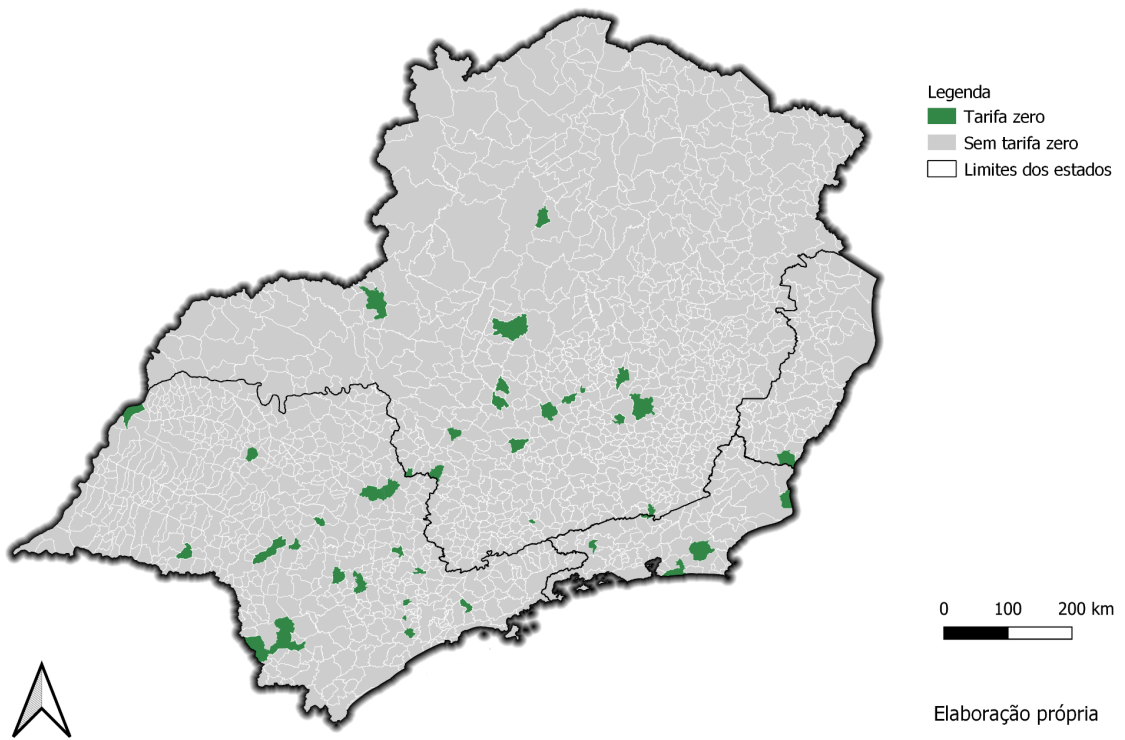 Legenda
Tarifa zero
Sem tarifa zero
Limites dos estados
0 100 200 km
Elaboração própria